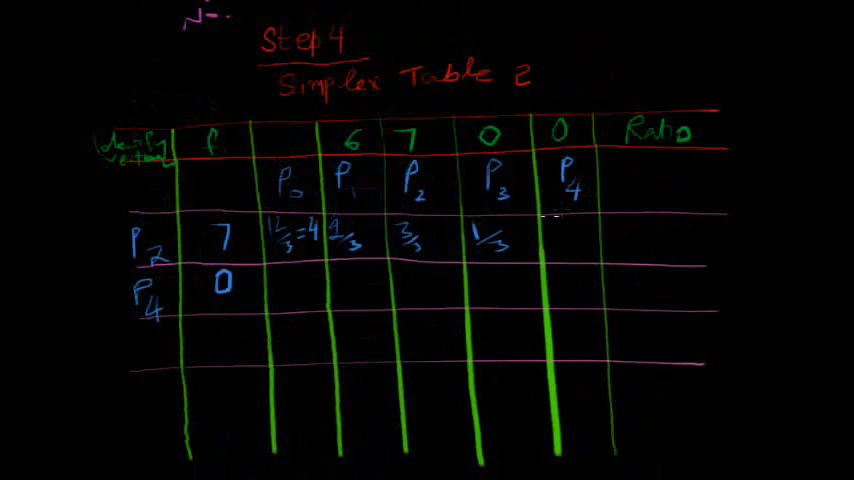 N-
Step 4
Simplex Table 2
Identify f. 6 7 0 0 Ratio
P0 P1 P2 P3 P4
P2 7 12/3=4 2/3 3/3 1/3
P4 0